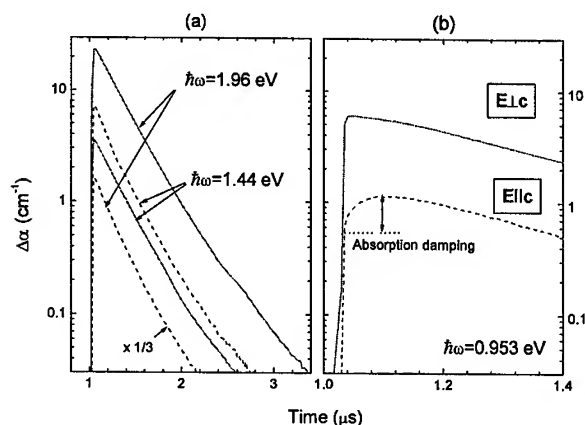 (a)
(b)
10
1
0.1
Δα (cm⁻¹)
ħω=1.96 eV
ħω=1.44 eV
x 1/3
1 2 3
E⊥c
E||c
Absorption damping
ħω=0.953 eV
10
1
0.1
1.0 1.2 1.4
Time (μs)